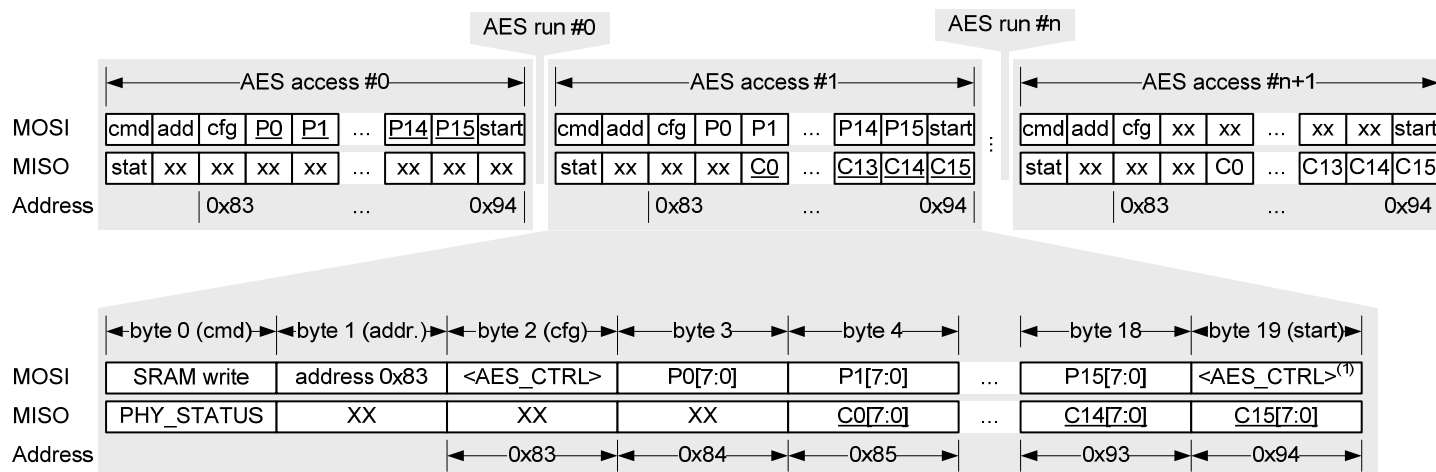 AES run #0 AES run #n
AES access #0 AES access #1 AES access #n+1
MOSI cmd add cfg P0 P1 ... P14 P15 start cmd add cfg P0 P1 ... P14 P15 start cmd add cfg xx xx ... xx xx start
MISO stat xx xx xx xx ... xx xx xx stat xx xx xx C0 ... C13 C14 C15 ... stat xx xx xx C0 ... C13 C14 C15
Address 0x83 ... 0x94 0x83 ... 0x94 0x83 ... 0x94
byte 0 (cmd) byte 1 (addr.) byte 2 (cfg) byte 3 byte 4 byte 18 byte 19 (start)
MOSI SRAM write address 0x83 <AES_CTRL> P0[7:0] P1[7:0] ... P15[7:0] <AES_CTRL>(1)
MISO PHY_STATUS XX XX XX C0[7:0] ... C14[7:0] C15[7:0]
Address 0x83 0x84 0x85 0x93 0x94